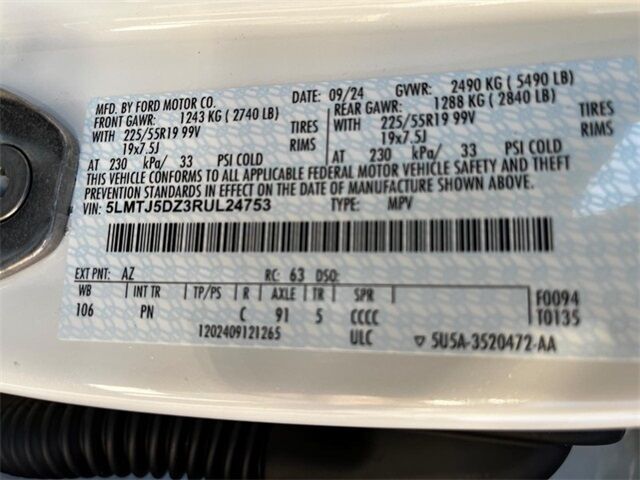 MFD. BY FORD MOTOR CO. DATE: 09/24 GVWR: 2490 KG ( 5490 LB)
FRONT GAWR: 1243 KG ( 2740 LB) REAR GAWR: 1288 KG ( 2840 LB)
WITH 225/55R19 99V TIRES WITH 225/55R19 99V TIRES
19x7.5J RIMS 19x7.5J RIMS
AT 230 kPa/ 33 PSI COLD AT 230 kPa/ 33 PSI COLD
THIS VEHICLE CONFORMS TO ALL APPLICABLE FEDERAL MOTOR VEHICLE SAFETY AND THEFT
PREVENTION STANDARDS IN EFFECT ON THE DATE OF MANUFACTURE SHOWN ABOVE.
VIN: 5LMTJ5DZ3RUL24753 TYPE: MPV
EXT PNT: AZ RC: 63 DSO:
WB INT TR TP/PS R AXLE TR SPR F0094
106 PN C 91 5 CCCC T0135
1202409121265 ULC ▽ 5U5A-3520472-AA